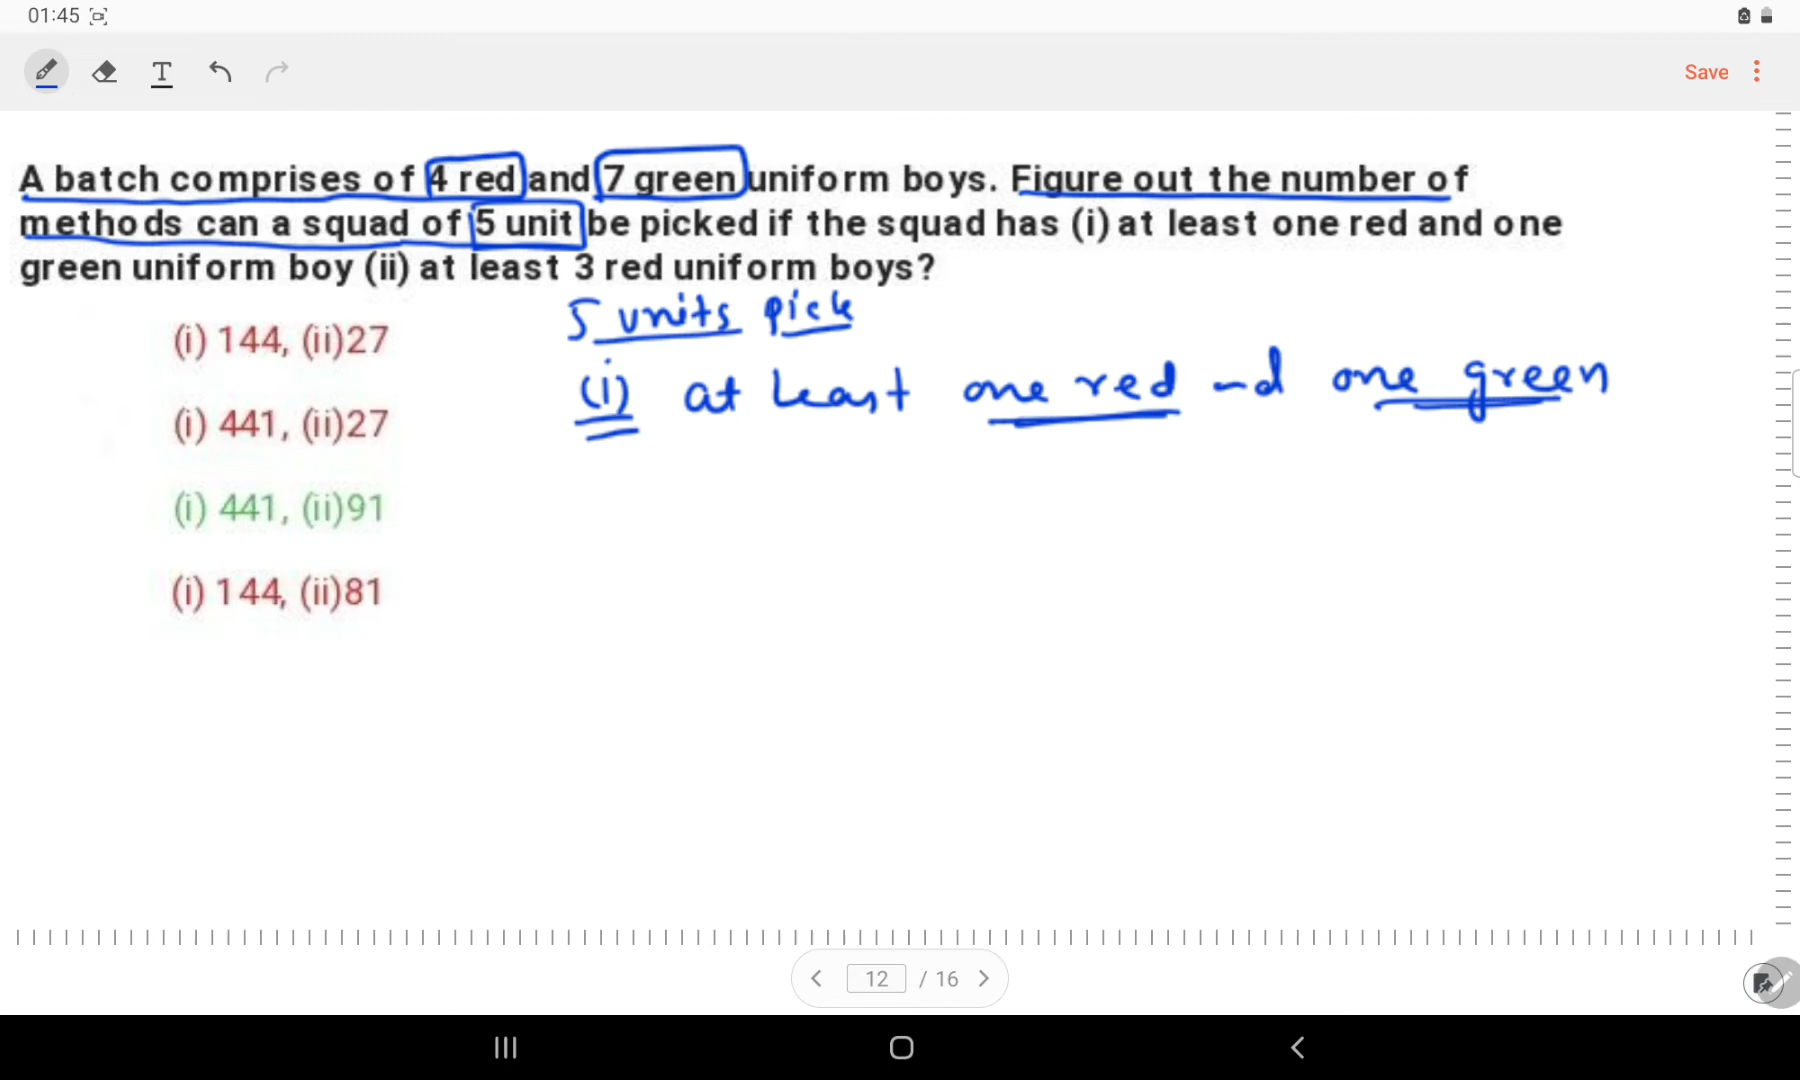 01:45
T
Save
A batch comprises of 4 red and 7 green uniform boys. Figure out the number of
methods can a squad of 5 unit be picked if the squad has (i) at least one red and one
green uniform boy (ii) at least 3 red uniform boys?
5 units pick
(i) 144, (ii)27
(i) at least one red -d one green
(i) 441, (ii)27
(i) 441, (ii)91
(i) 144, (ii)81
12 / 16